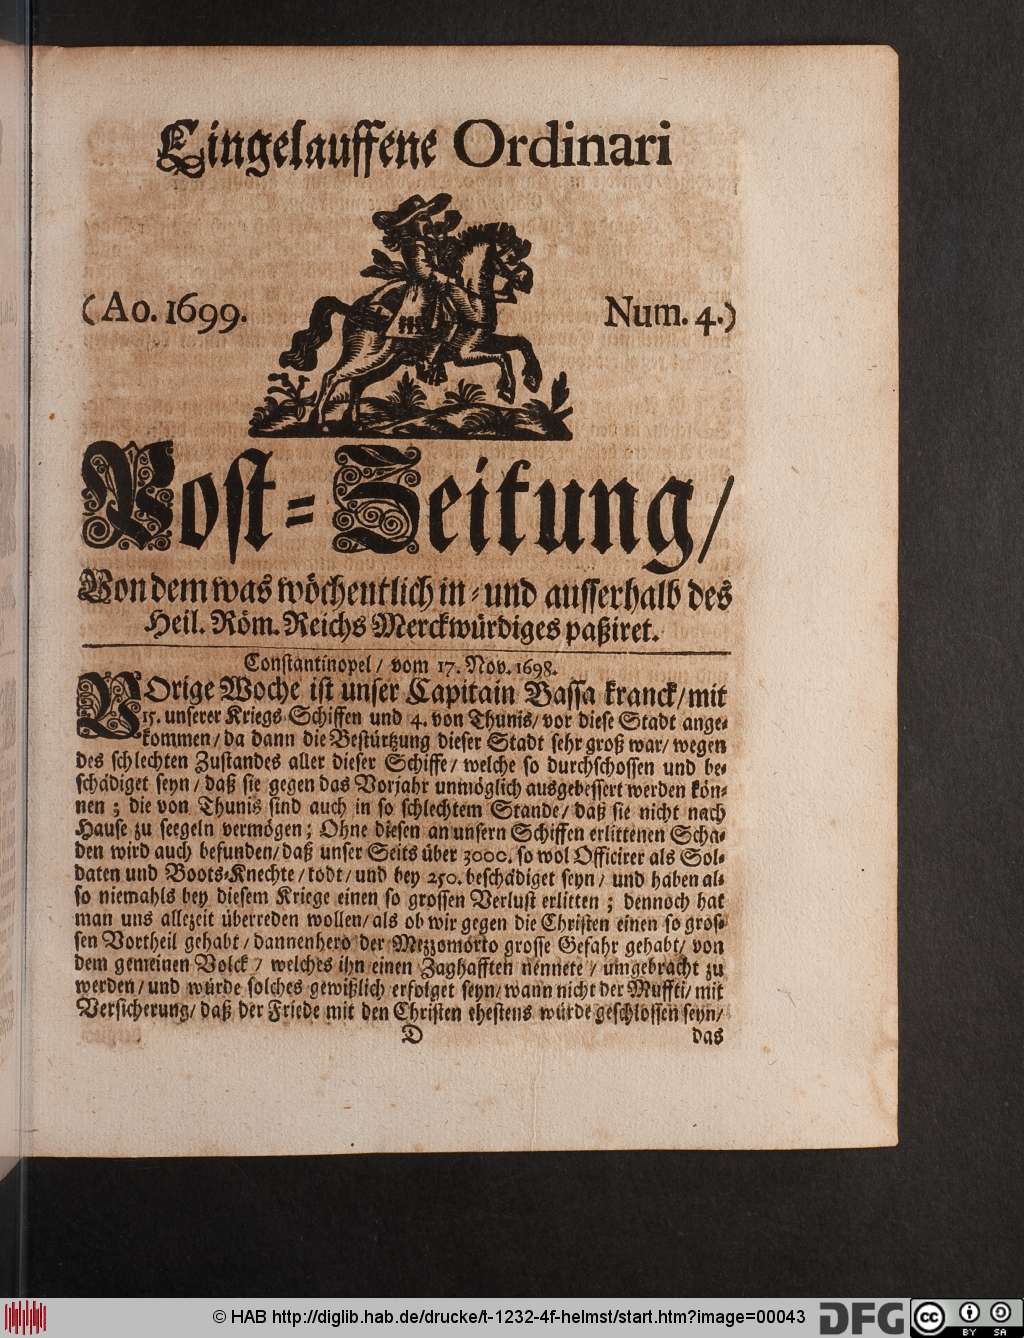 Eingelauffene Ordinari
(Ao. 1699. Num. 4.)
Post-Zeitung/
Von dem was wöchentlich in- und ausserhalb des
Heil. Röm. Reichs Merckwürdiges paßiret.
Constantinopel/ vom 17. Nov. 1698.
VOrige Woche ist unser Capitain Bassa kranck/mit
15. unserer Kriegs Schiffen und 4. von Thunis/vor diese Stadt ange-
kommen/da dann die Bestürtzung dieser Stadt sehr groß war/wegen
des schlechten Zustandes aller dieser Schiffe/welche so durchschossen und be-
schädiget seyn/daß sie gegen das Vorjahr unmöglich ausgebessert werden kön-
nen; die von Thunis sind auch in so schlechtem Stande/daß sie nicht nach
Hause zu seegeln vermögen; Ohne diesen an unsern Schiffen erlittenen Scha-
den wird auch befunden/daß unser Seits über 3000. so wol Officirer als Sol-
daten und Boots-Knechte/todt/und bey 250. beschädiget seyn/und haben al-
so niemahls bey diesem Kriege einen so grossen Verlust erlitten; dennoch hat
man uns allezeit überreden wollen/als ob wir gegen die Christen einen so gros-
sen Vortheil gehabt/dannenhero der Mezzomorto grosse Gefahr gehabt/von
dem gemeinen Volck/welches ihn einen Zaghafften nennete/umgebracht zu
werden/und würde solches gewißlich erfolget seyn/wann nicht der Muffti/mit
Versicherung/daß der Friede mit den Christen ehestens würde geschlossen seyn/
D das
© HAB http://diglib.hab.de/drucke/t-1232-4f-helmst/start.htm?image=00043
DFG
cc BY SA